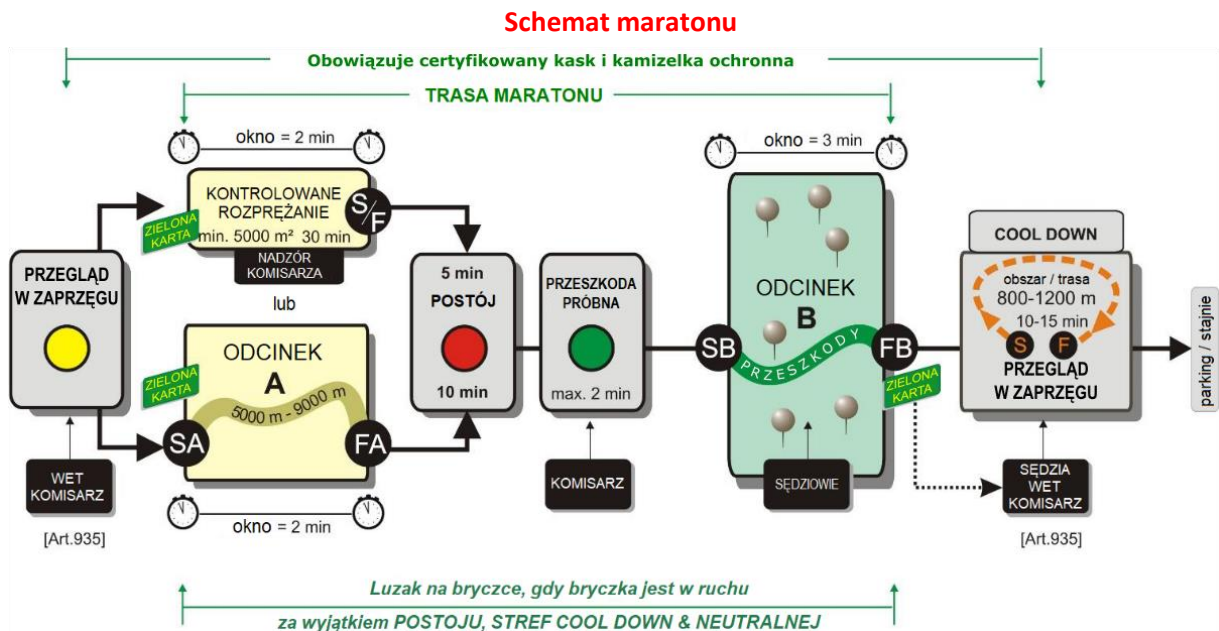 Schemat maratonu
Obowiązuje certyfikowany kask i kamizelka ochronna
TRASA MARATONU
okno = 2 min
okno = 3 min
KONTROLOWANE
ROZPRĘŻANIE
min. 5000 m² 30 min
S/F
ZIELONA
KARTA
NADZÓR
KOMISARZA
lub
PRZEGLĄD
W ZAPRZĘGU
WET
KOMISARZ
[Art.935]
ZIELONA
KARTA
ODCINEK
A
5000 m - 9000 m
SA
FA
okno = 2 min
5 min
POSTÓJ
10 min
PRZESZKODA
PRÓBNA
max. 2 min
KOMISARZ
ODCINEK
B
SB
PRZESZKODY
FB
ZIELONA
KARTA
SĘDZIOWIE
COOL DOWN
obszar / trasa
800-1200 m
10-15 min
S
F
PRZEGLĄD
W ZAPRZĘGU
SĘDZIA
WET
KOMISARZ
[Art.935]
parking / stajnie
Luzak na bryczce, gdy bryczka jest w ruchu
za wyjątkiem POSTOJU, STREF COOL DOWN & NEUTRALNEJ